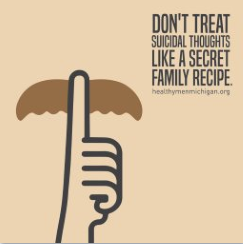 DON'T TREAT
SUICIDAL THOUGHTS
LIKE A SECRET
FAMILY RECIPE.
healthymenmichigan.org